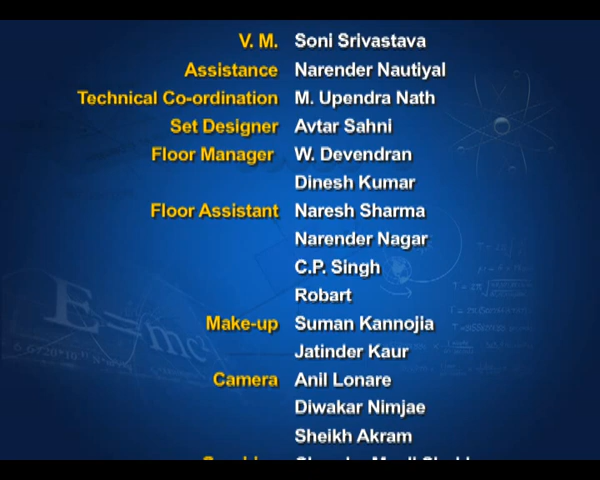 V. M. Soni Srivastava
Assistance Narender Nautiyal
Technical Co-ordination M. Upendra Nath
Set Designer Avtar Sahni
Floor Manager W. Devendran
Dinesh Kumar
Floor Assistant Naresh Sharma
Narender Nagar
C.P. Singh
Robart
Make-up Suman Kannojia
Jatinder Kaur
Camera Anil Lonare
Diwakar Nimjae
Sheikh Akram
E=mc²